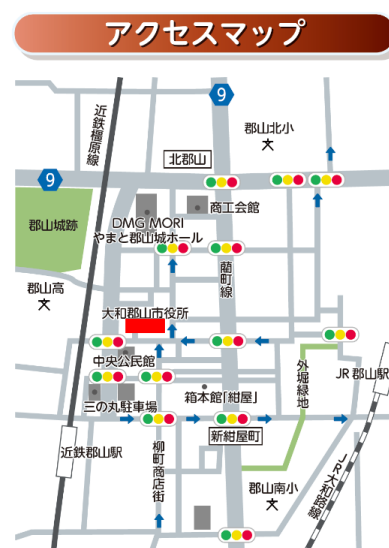 アクセスマップ
9
近鉄橿原線
郡山北小
文
北郡山
9
商工会館
郡山城跡
DMG MORI
やまと郡山城ホール
藺町線
郡山高
文
大和郡山市役所
中央公民館
外堀緑地
JR郡山駅
箱本館「紺屋」
三の丸駐車場
新紺屋町
近鉄郡山駅
柳町商店街
郡山南小
文
JR大和路線